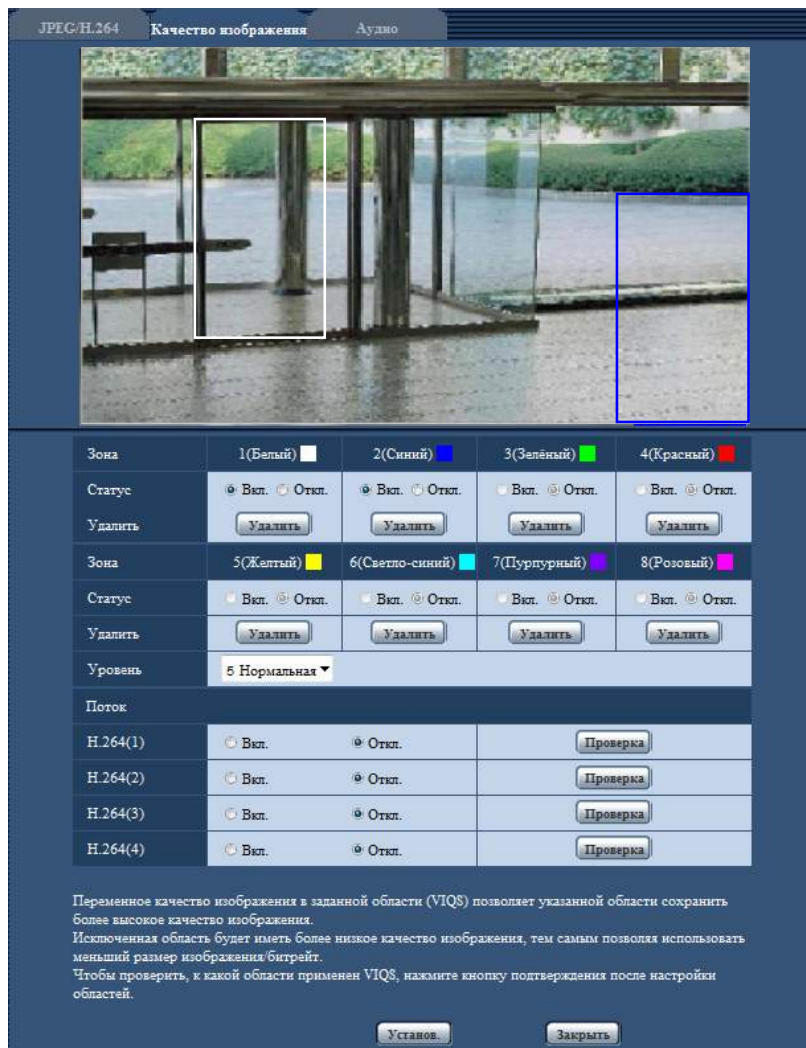 JPEG/H.264 Качество изображения Аудио
Зона 1(Белый) 2(Синий) 3(Зелёный) 4(Красный)
Статус Вкл. Откл. Вкл. Откл. Вкл. Откл. Вкл. Откл.
Удалить Удалить Удалить Удалить Удалить
Зона 5(Желтый) 6(Светло-синий) 7(Пурпурный) 8(Розовый)
Статус Вкл. Откл. Вкл. Откл. Вкл. Откл. Вкл. Откл.
Удалить Удалить Удалить Удалить Удалить
Уровень 5 Нормальная
Поток
H.264(1) Вкл. Откл. Проверка
H.264(2) Вкл. Откл. Проверка
H.264(3) Вкл. Откл. Проверка
H.264(4) Вкл. Откл. Проверка
Переменное качество изображения в заданной области (VIQS) позволяет указанной области сохранить
более высокое качество изображения.
Исключенная область будет иметь более низкое качество изображения, тем самым позволяя использовать
меньший размер изображения/битрейт.
Чтобы проверить, к какой области применен VIQS, нажмите кнопку подтверждения после настройки
областей.
Установ. Закрыть